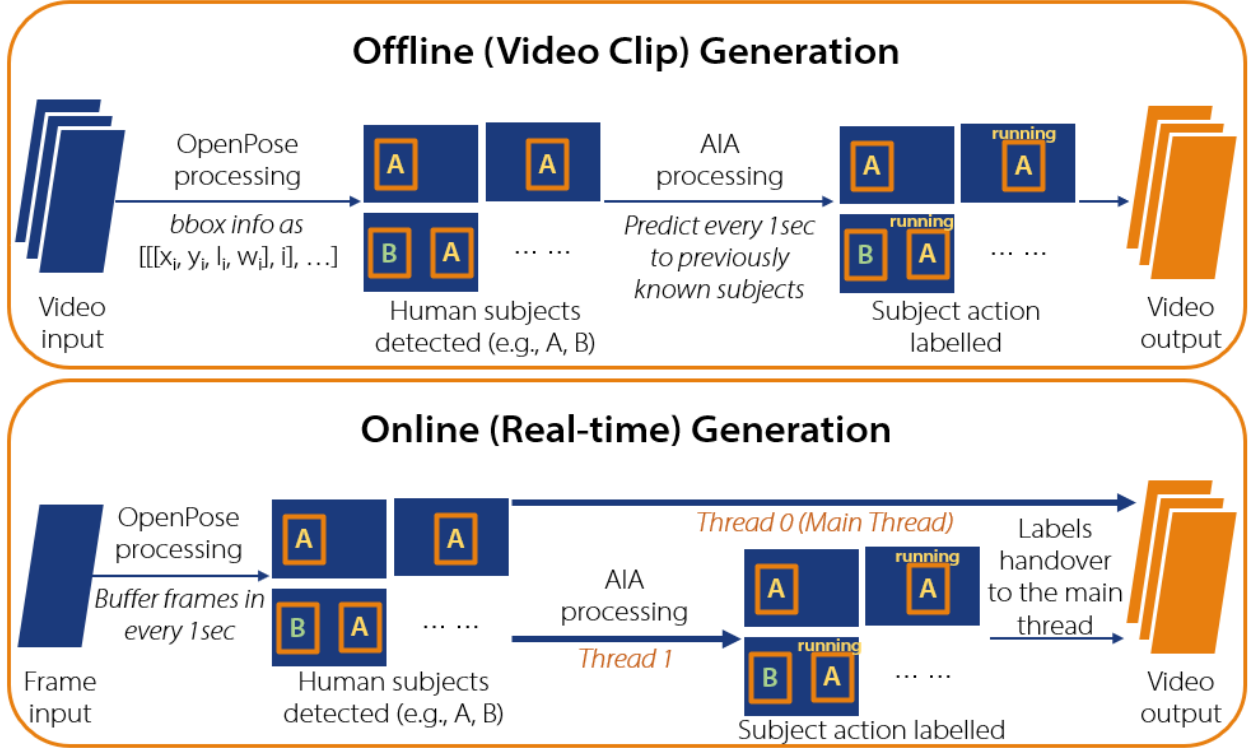 Offline (Video Clip) Generation
OpenPose
processing
bbox info as
[[[xᵢ, yᵢ, lᵢ, wᵢ], i], …]
Video
input
A
A
B
A
… …
Human subjects
detected (e.g., A, B)
AIA
processing
Predict every 1sec
to previously
known subjects
A
running
A
B
running
A
… …
Subject action
labelled
Video
output
Online (Real-time) Generation
OpenPose
processing
Buffer frames in
every 1sec
Frame
input
A
A
B
A
… …
Human subjects
detected (e.g., A, B)
Thread 0 (Main Thread)
AIA
processing
Thread 1
A
running
A
B
running
A
… …
Subject action labelled
Labels
handover
to the main
thread
Video
output